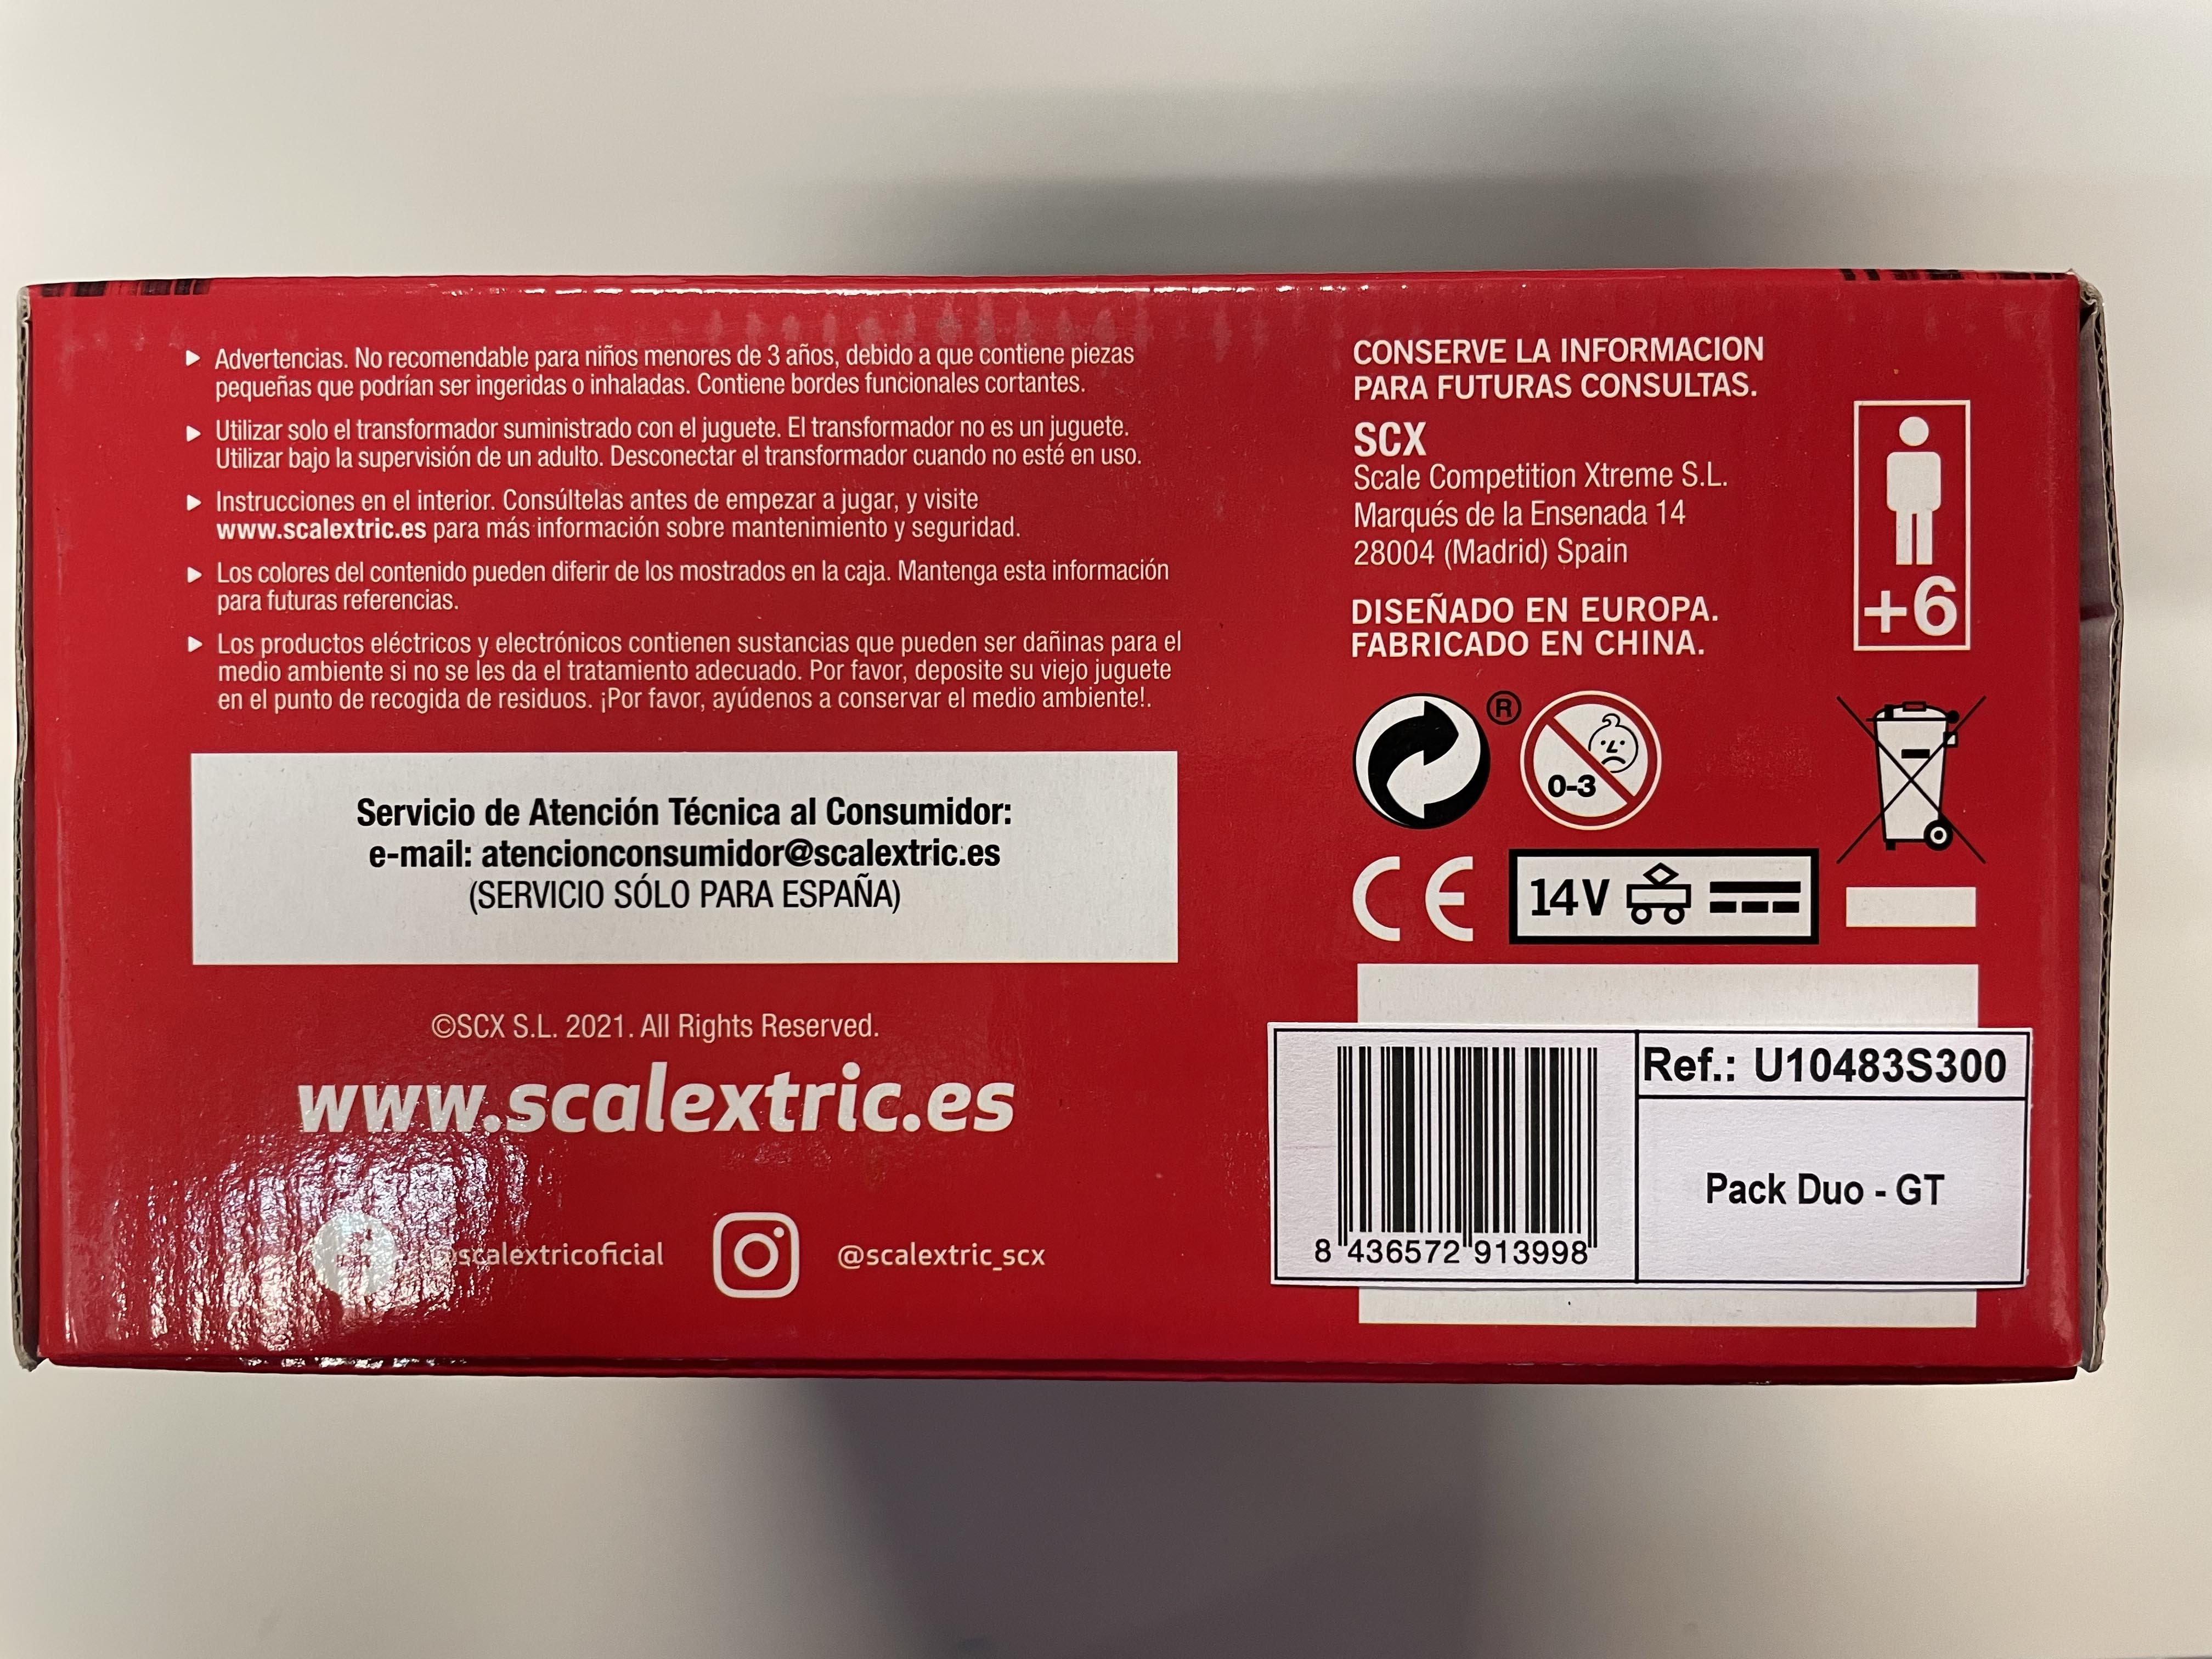 Advertencias. No recomendable para niños menores de 3 años, debido a que contiene piezas
pequeñas que podrían ser ingeridas o inhaladas. Contiene bordes funcionales cortantes.
Utilizar solo el transformador suministrado con el juguete. El transformador no es un juguete.
Utilizar bajo la supervisión de un adulto. Desconectar el transformador cuando no esté en uso.
Instrucciones en el interior. Consúltelas antes de empezar a jugar, y visite
www.scalextric.es para más información sobre mantenimiento y seguridad.
Los colores del contenido pueden diferir de los mostrados en la caja. Mantenga esta información
para futuras referencias.
Los productos eléctricos y electrónicos contienen sustancias que pueden ser dañinas para el
medio ambiente si no se les da el tratamiento adecuado. Por favor, deposite su viejo juguete
en el punto de recogida de residuos. ¡Por favor, ayúdenos a conservar el medio ambiente!.
Servicio de Atención Técnica al Consumidor:
e-mail: atencionconsumidor@scalextric.es
(SERVICIO SÓLO PARA ESPAÑA)
©SCX S.L. 2021. All Rights Reserved.
www.scalextric.es
@scalextricoficial
@scalextric_scx
CONSERVE LA INFORMACION
PARA FUTURAS CONSULTAS.
SCX
Scale Competition Xtreme S.L.
Marqués de la Ensenada 14
28004 (Madrid) Spain
DISEÑADO EN EUROPA.
FABRICADO EN CHINA.
+6
®
0-3
CE
14V
Ref.: U10483S300
Pack Duo - GT
8 436572 913998